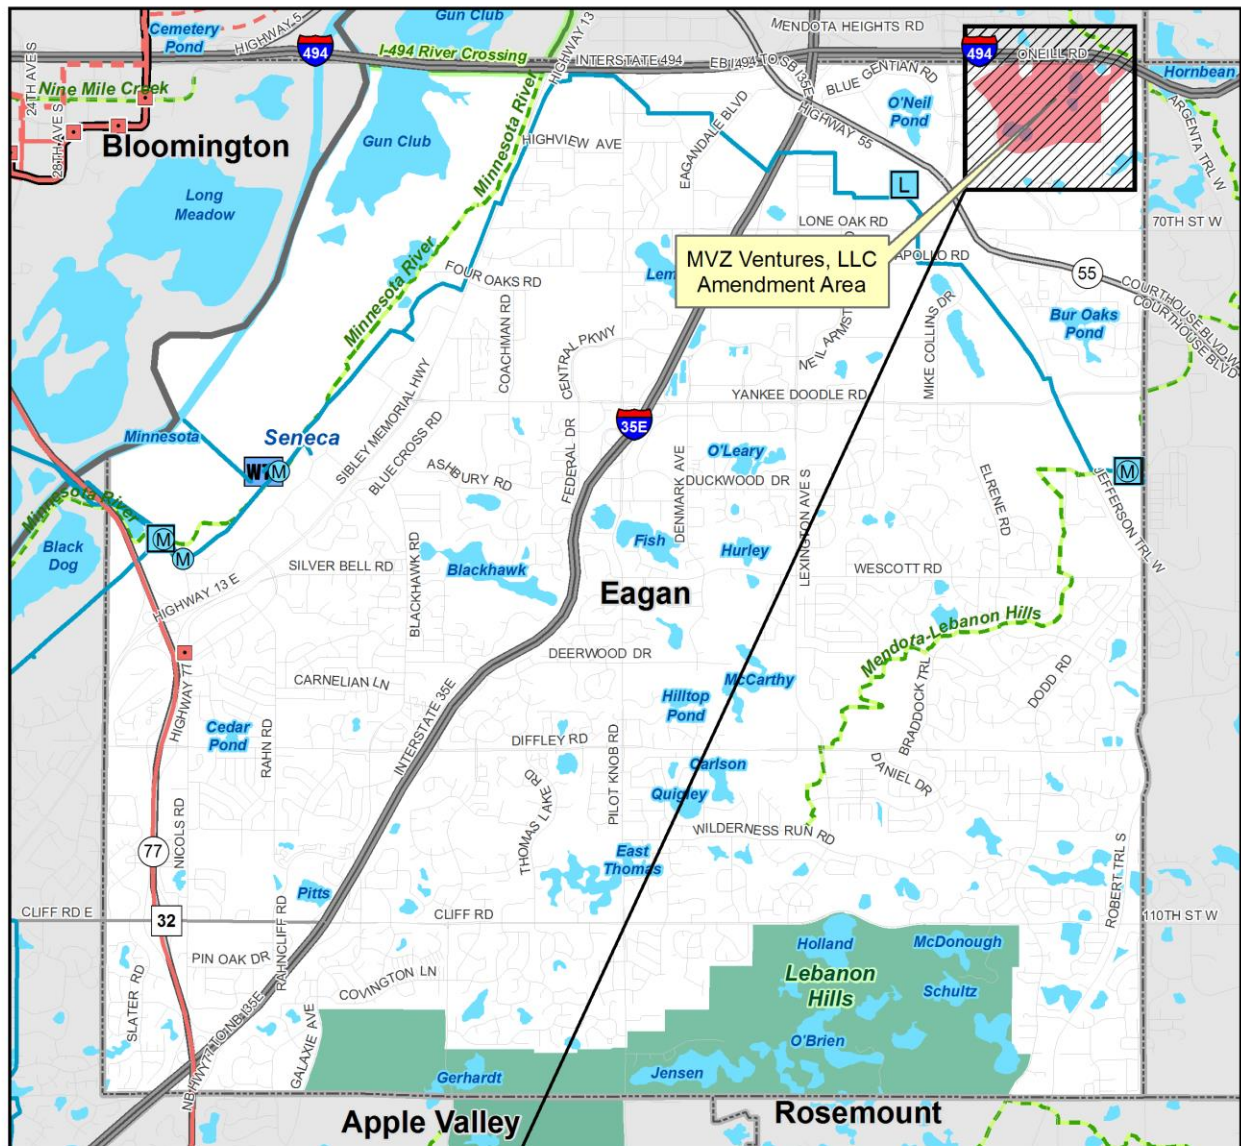 Cemetery
Pond
HIGHWAY 5
Gun Club
HIGHWAY 13
MENDOTA HEIGHTS RD
494
I-494 River Crossing
INTERSTATE 494
EB I494 TO SB I35E
494
ONEILL RD
Hornbean
24TH AVE S
Nine Mile Creek
28TH AVE S
Bloomington
Gun Club
Minnesota River
HIGHVIEW AVE
EAGANDALE BLVD
BLUE GENTIAN RD
O'Neil
Pond
HIGHWAY 55
ARGENTA TRL W
Long
Meadow
L
LONE OAK RD
70TH ST W
MVZ Ventures, LLC
Amendment Area
APOLLO RD
Minnesota River
FOUR OAKS RD
COACHMAN RD
CENTRAL PKWY
MIKE COLLINS DR
55
COURTHOUSE BLVD W
COURTHOUSE BLVD
Bur Oaks
Pond
YANKEE DOODLE RD
35E
Minnesota
Seneca
M
SIBLEY MEMORIAL HWY
BLUE CROSS RD
ASHBURY RD
FEDERAL DR
O'Leary
DENMARK AVE
DUCKWOOD DR
LEXINGTON AVE S
ELRENE RD
M
JEFFERSON TRL W
Minnesota River
Black
Dog
M
M
HIGHWAY 13 E
SILVER BELL RD
BLACKHAWK RD
Blackhawk
Fish
Hurley
Eagan
WESCOTT RD
Mendota-Lebanon Hills
HIGHWAY 77
DEERWOOD DR
CARNELIAN LN
INTERSTATE 35E
McCarthy
Hilltop
Pond
BRADDOCK TRL
DODD RD
Cedar
Pond
RAHN RD
DIFFLEY RD
PILOT KNOB RD
Carlson
DANIEL DR
THOMAS LAKE RD
Quigley
WILDERNESS RUN RD
NICOLS RD
77
East
Thomas
ROBERT TRL S
Pitts
CLIFF RD E
32
RAHNCLIFF RD
CLIFF RD
110TH ST W
PIN OAK DR
SLATER RD
COVINGTON LN
Holland
McDonough
Lebanon
Hills
Schultz
NB HWY77 TO NB I35E
GALAXIE AVE
O'Brien
Gerhardt
Jensen
Apple Valley
Rosemount